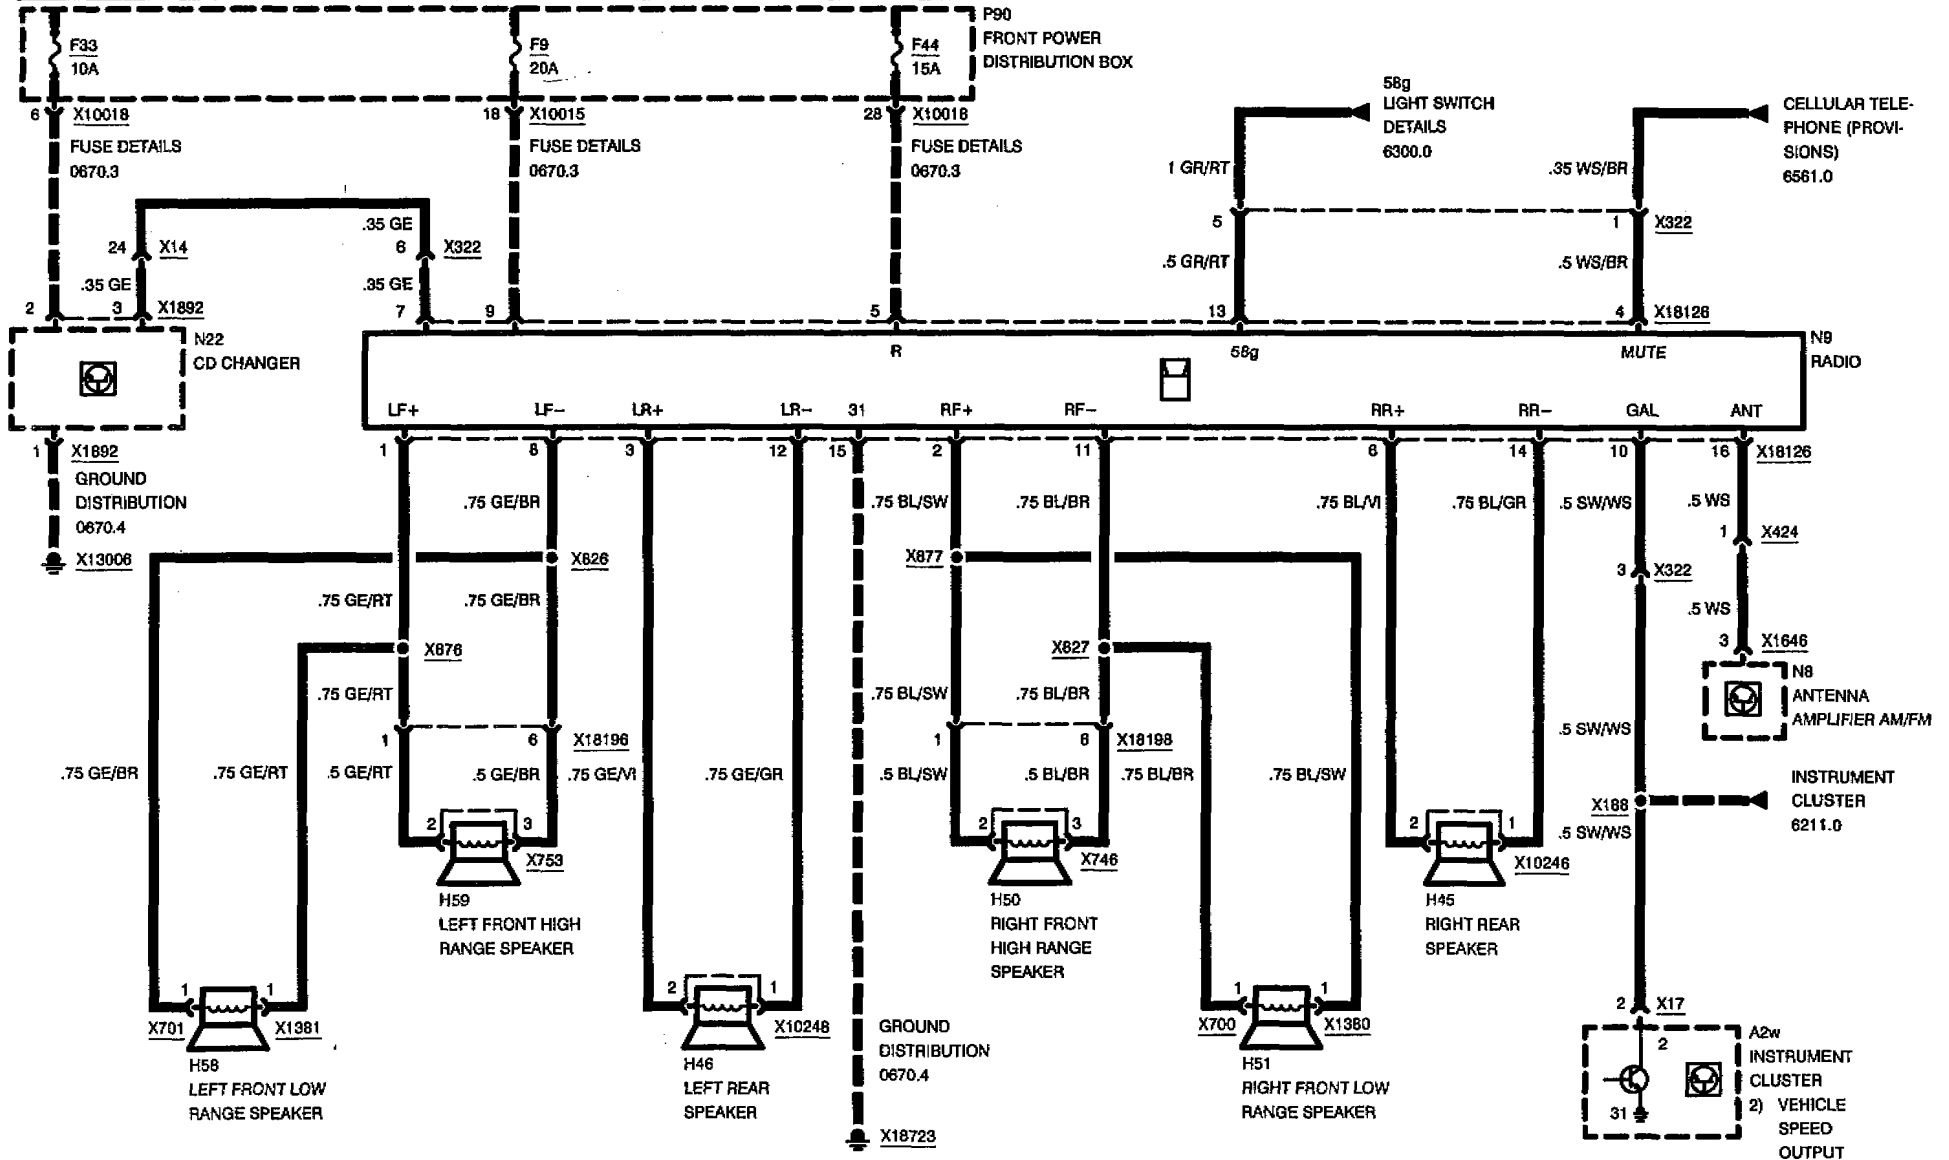 P90
FRONT POWER
DISTRIBUTION BOX
F33
10A
F9
20A
F44
15A
6 X10018
FUSE DETAILS
0670.3
18 X10015
FUSE DETAILS
0670.3
28 X10018
FUSE DETAILS
0670.3
58g
LIGHT SWITCH
DETAILS
6300.0
CELLULAR TELE-
PHONE (PROVI-
SIONS)
6561.0
1 GR/RT
.35 WS/BR
.35 GE
24 X14
6 X322
5
1 X322
.35 GE
.35 GE
.5 GR/RT
.5 WS/BR
2
3 X1892
7
9
5
13
4 X18126
N22
CD CHANGER
R
58g
MUTE
N9
RADIO
LF+
LF−
LR+
LR−
31
RF+
RF−
RR+
RR−
GAL
ANT
1 X1892
GROUND
DISTRIBUTION
0670.4
X13006
1
8
3
12
15
2
11
6
14
10
16 X18126
.75 GE/BR
.75 BL/SW
.75 BL/BR
.75 BL/VI
.75 BL/GR
.5 SW/WS
.5 WS
1 X424
X826
X877
3 X322
.75 GE/RT
.75 GE/BR
.5 WS
X876
X827
3 X1646
.75 GE/RT
.75 BL/SW
.75 BL/BR
N8
ANTENNA
AMPLIFIER AM/FM
1
6 X18196
1
6 X18198
.5 SW/WS
.75 GE/BR
.75 GE/RT
.5 GE/RT
.5 GE/BR
.75 GE/VI
.75 GE/GR
.5 BL/SW
.5 BL/BR
.75 BL/BR
.75 BL/SW
X188
INSTRUMENT
CLUSTER
6211.0
.5 SW/WS
2
3
X753
H59
LEFT FRONT HIGH
RANGE SPEAKER
2
3
X746
H50
RIGHT FRONT
HIGH RANGE
SPEAKER
2
1
X10246
H45
RIGHT REAR
SPEAKER
1
1
X701
X1381
H58
LEFT FRONT LOW
RANGE SPEAKER
2
1
X10248
H46
LEFT REAR
SPEAKER
GROUND
DISTRIBUTION
0670.4
X18723
1
1
X700
X1380
H51
RIGHT FRONT LOW
RANGE SPEAKER
2 X17
2
31
A2w
INSTRUMENT
CLUSTER
2) VEHICLE
SPEED
OUTPUT